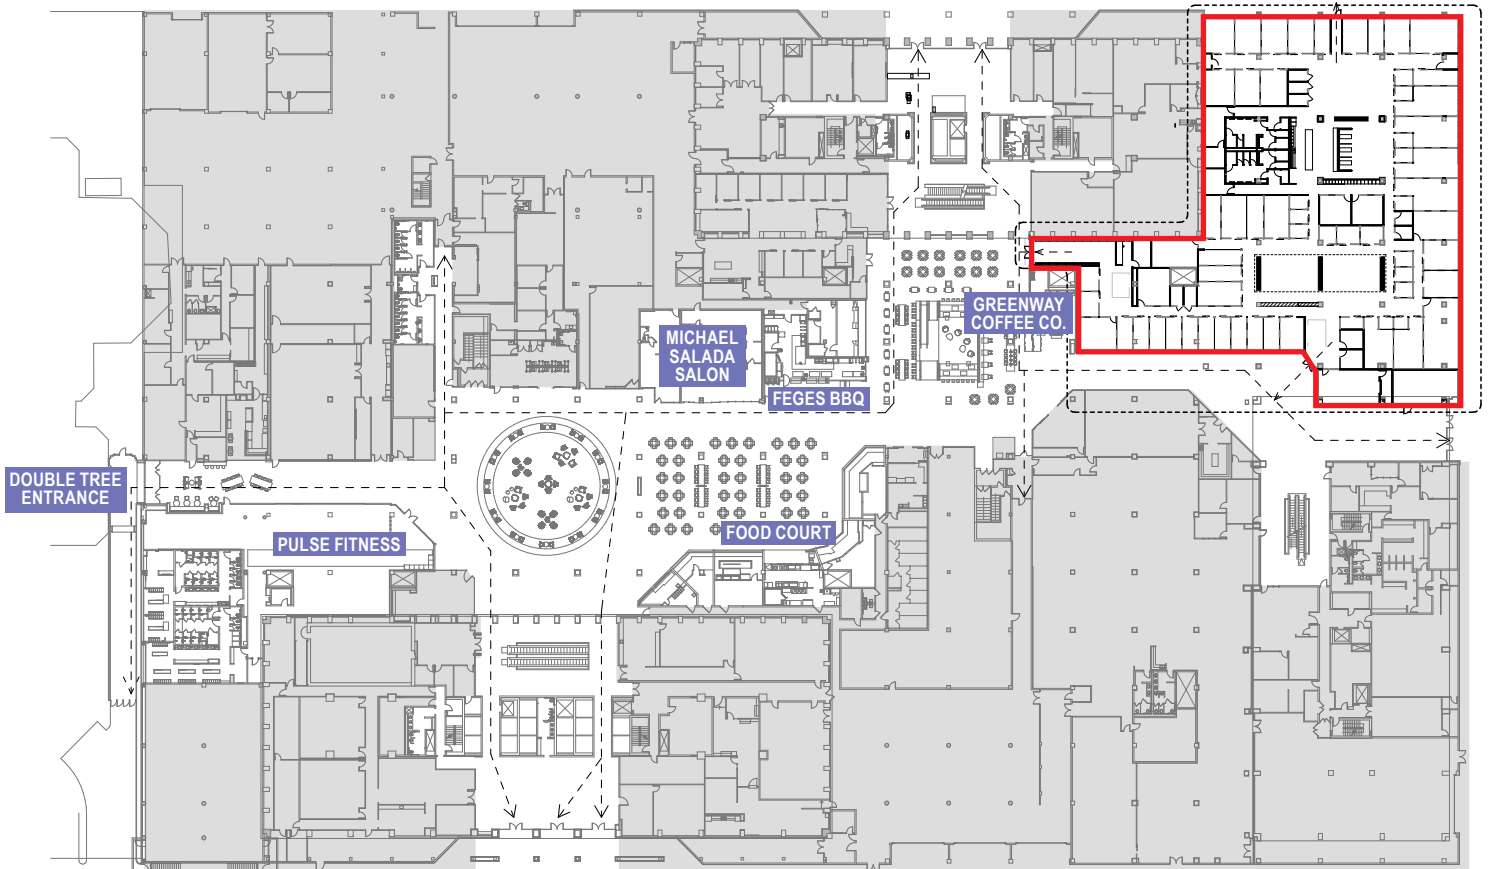 GREENWAY
COFFEE CO.
MICHAEL
SALADA
SALON
FEGES BBQ
DOUBLE TREE
ENTRANCE
FOOD COURT
PULSE FITNESS